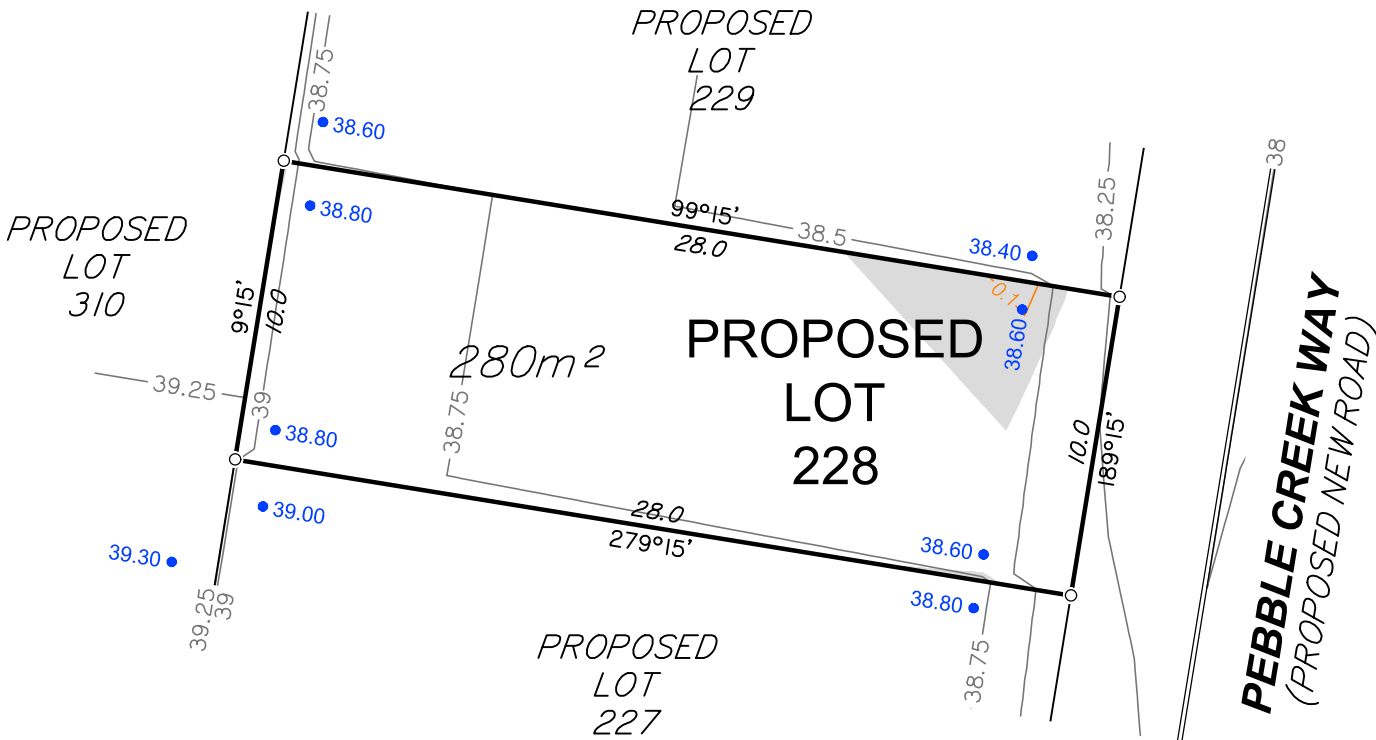 PROPOSED
LOT
229
38.75
38.60
38
38.25
38.80
99°15'
28.0
38.5
38.40
PROPOSED
LOT
310
9°15'
10.0
0.1
38.60
280m²
PROPOSED
LOT
228
39.25
39
38.75
38.80
10.0
189°15'
PEBBLE CREEK WAY
(PROPOSED NEW ROAD)
39.00
28.0
279°15'
39.30
38.60
38.80
39.25
39
38.75
PROPOSED
LOT
227